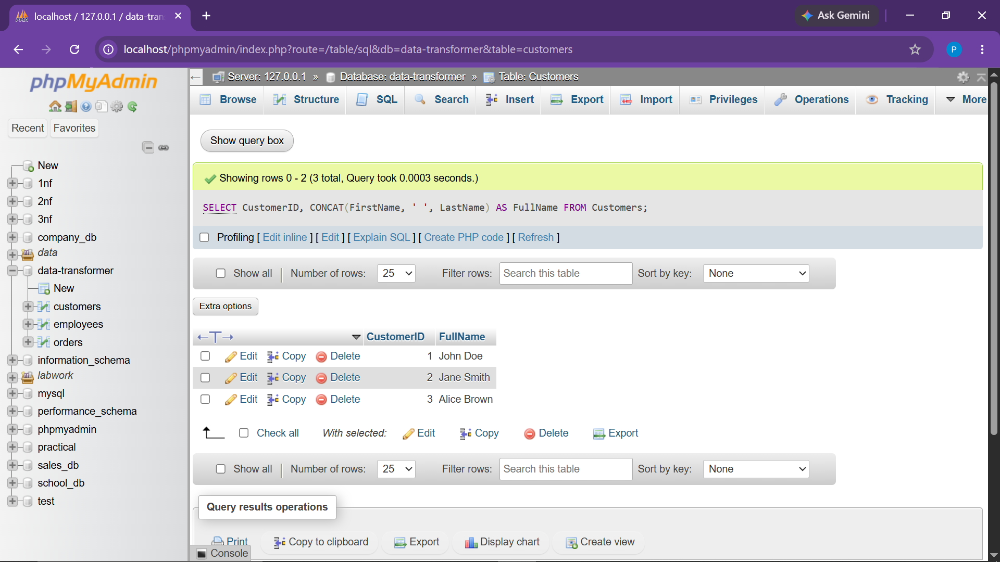 localhost / 127.0.0.1 / data-tran
Ask Gemini
localhost/phpmyadmin/index.php?route=/table/sql&db=data-transformer&table=customers
P
phpMyAdmin
Recent Favorites
New
1nf
2nf
3nf
company_db
data
data-transformer
New
customers
employees
orders
information_schema
labwork
mysql
performance_schema
phpmyadmin
practical
sales_db
school_db
test
Server: 127.0.0.1 » Database: data-transformer » Table: Customers
Browse Structure SQL Search Insert Export Import Privileges Operations Tracking More
Show query box
Showing rows 0 - 2 (3 total, Query took 0.0003 seconds.)
SELECT CustomerID, CONCAT(FirstName, ' ', LastName) AS FullName FROM Customers;
Profiling [ Edit inline ] [ Edit ] [ Explain SQL ] [ Create PHP code ] [ Refresh ]
Show all Number of rows: 25 Filter rows: Search this table Sort by key: None
Extra options
←T→ CustomerID FullName
Edit Copy Delete 1 John Doe
Edit Copy Delete 2 Jane Smith
Edit Copy Delete 3 Alice Brown
Check all With selected: Edit Copy Delete Export
Show all Number of rows: 25 Filter rows: Search this table Sort by key: None
Query results operations
Print Copy to clipboard Export Display chart Create view
Console